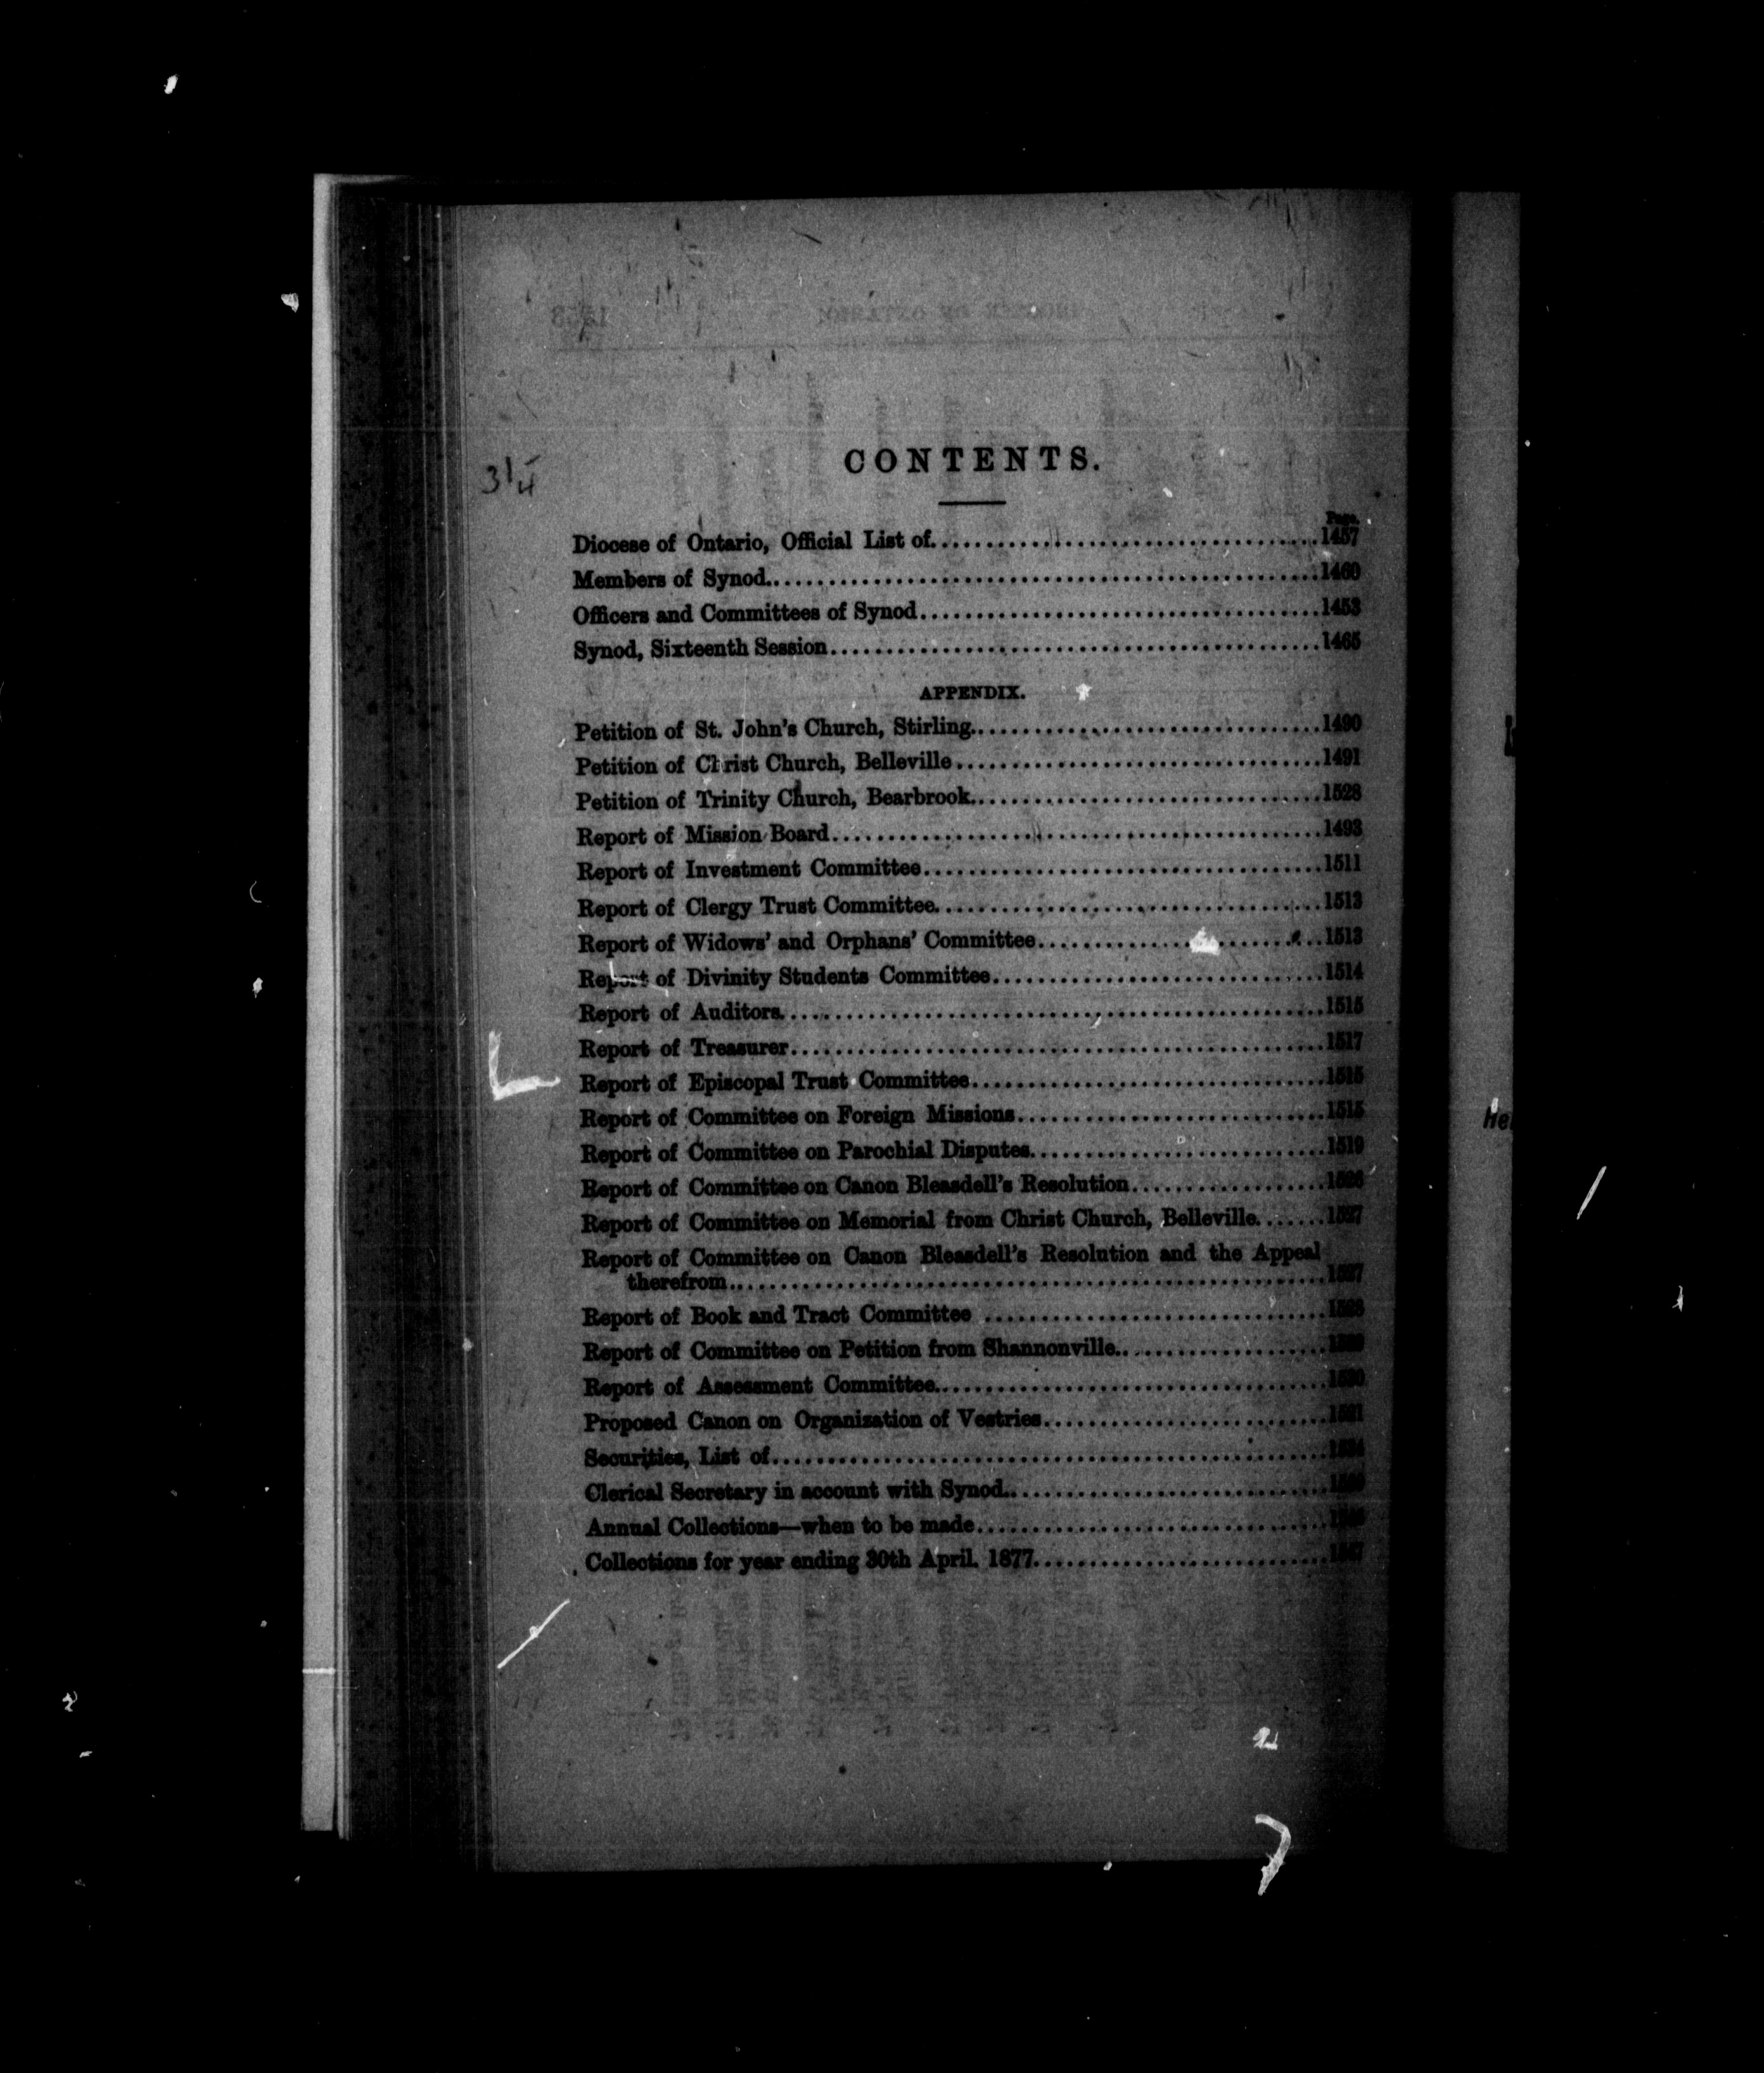 CONTENTS.
Page.
Diocese of Ontario, Official List of.....1457
Members of Synod.....1460
Officers and Committees of Synod.....1453
Synod, Sixteenth Session.....1465
APPENDIX.
Petition of St. John's Church, Stirling.....1490
Petition of Christ Church, Belleville.....1491
Petition of Trinity Church, Bearbrook.....1528
Report of Mission Board.....1493
Report of Investment Committee.....1511
Report of Clergy Trust Committee.....1513
Report of Widows' and Orphans' Committee.....1513
Report of Divinity Students Committee.....1514
Report of Auditors.....1515
Report of Treasurer.....1517
Report of Episcopal Trust Committee.....1515
Report of Committee on Foreign Missions.....1515
Report of Committee on Parochial Disputes.....1519
Report of Committee on Canon Bleasdell's Resolution.....1526
Report of Committee on Memorial from Christ Church, Belleville.....1527
Report of Committee on Canon Bleasdell's Resolution and the Appeal
therefrom.....1527
Report of Book and Tract Committee.....
Report of Committee on Petition from Shannonville.....
Report of Assessment Committee.....
Proposed Canon on Organization of Vestries.....
Securities, List of.....
Clerical Secretary in account with Synod.....
Annual Collections—when to be made.....
Collections for year ending 30th April. 1877.....